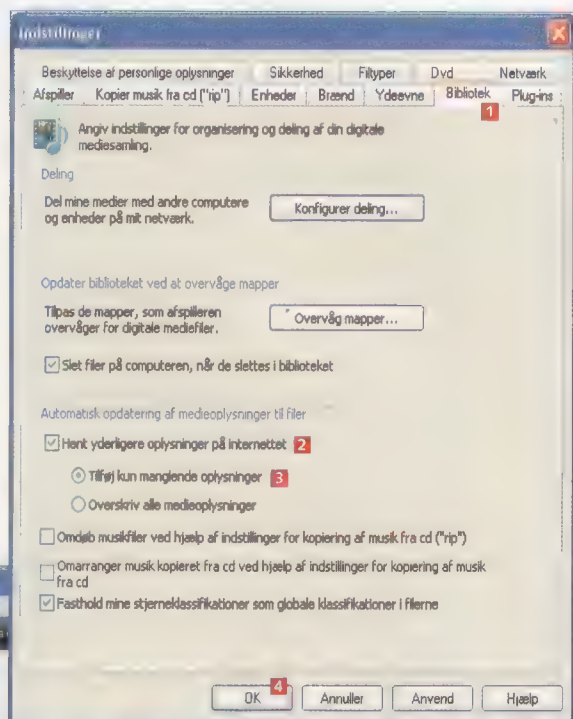 Indstillinger
Beskyttelse af personlige oplysninger Sikkerhed Filtyper Dvd Netværk
Afspiller Kopier musik fra cd ("rip") Enheder Brænd Ydeevne Bibliotek Plug-ins
1
Angiv indstillinger for organisering og deling af din digitale
mediesamling.
Deling
Del mine medier med andre computere
og enheder på mit netværk.
Konfigurer deling...
Opdater biblioteket ved at overvåge mapper
Tilpas de mapper, som afspilleren
overvåger for digitale mediefiler.
Overvåg mapper...
Slet filer på computeren, når de slettes i biblioteket
Automatisk opdatering af medieoplysninger til filer
Hent yderligere oplysninger på internettet 2
Tilføj kun manglende oplysninger 3
Overskriv alle medieoplysninger
Omdøb musikfiler ved hjælp af indstillinger for kopiering af musik fra cd ("rip")
Omarranger musik kopieret fra cd ved hjælp af indstillinger for kopiering af musik
fra cd
Fasthold mine stjerneklassifikationer som globale klassifikationer i filerne
4
OK Annuller Anvend Hjælp